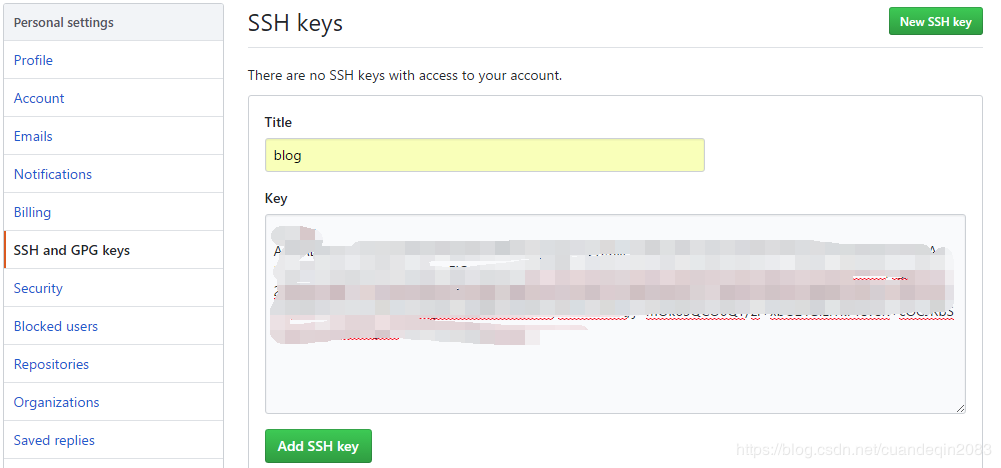 Personal settings
Profile
Account
Emails
Notifications
Billing
SSH and GPG keys
Security
Blocked users
Repositories
Organizations
Saved replies
SSH keys
New SSH key
There are no SSH keys with access to your account.
Title
blog
Key
Add SSH key
https://blog.csdn.net/cuandeqin2083